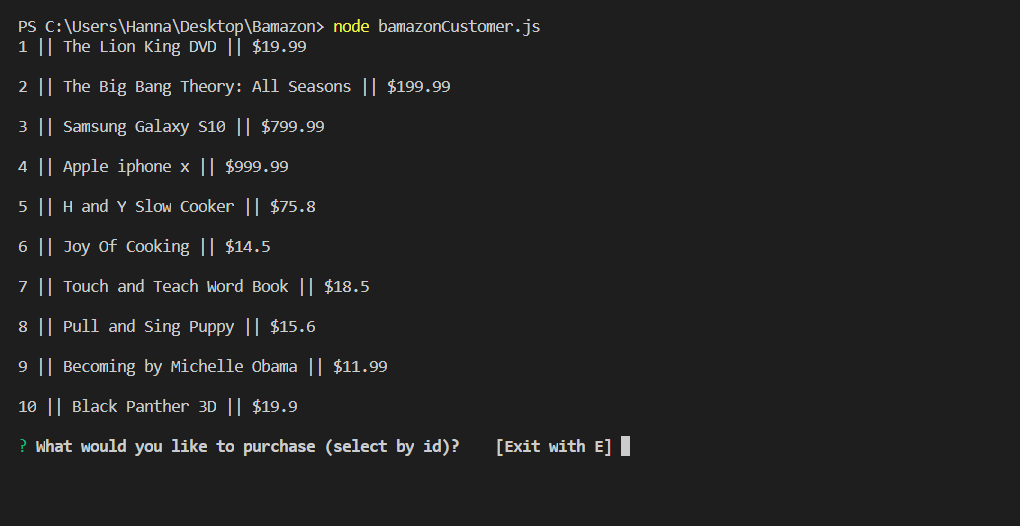 PS C:\Users\Hanna\Desktop\Bamazon> node bamazonCustomer.js
1 || The Lion King DVD || $19.99
2 || The Big Bang Theory: All Seasons || $199.99
3 || Samsung Galaxy S10 || $799.99
4 || Apple iphone x || $999.99
5 || H and Y Slow Cooker || $75.8
6 || Joy Of Cooking || $14.5
7 || Touch and Teach Word Book || $18.5
8 || Pull and Sing Puppy || $15.6
9 || Becoming by Michelle Obama || $11.99
10 || Black Panther 3D || $19.9
? What would you like to purchase (select by id)?    [Exit with E]